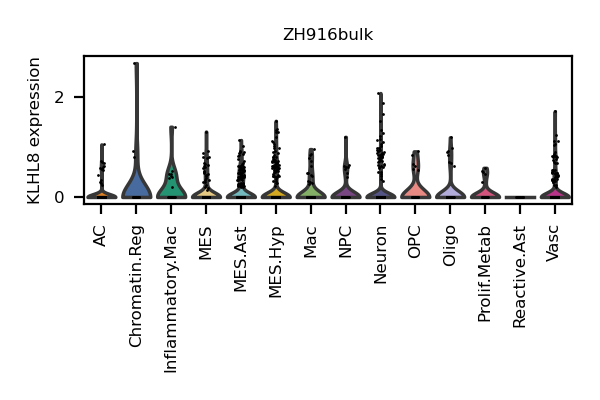 ZH916bulk
KLHL8 expression
2
0
AC
Chromatin.Reg
Inflammatory.Mac
MES
MES.Ast
MES.Hyp
Mac
NPC
Neuron
OPC
Oligo
Prolif.Metab
Reactive.Ast
Vasc